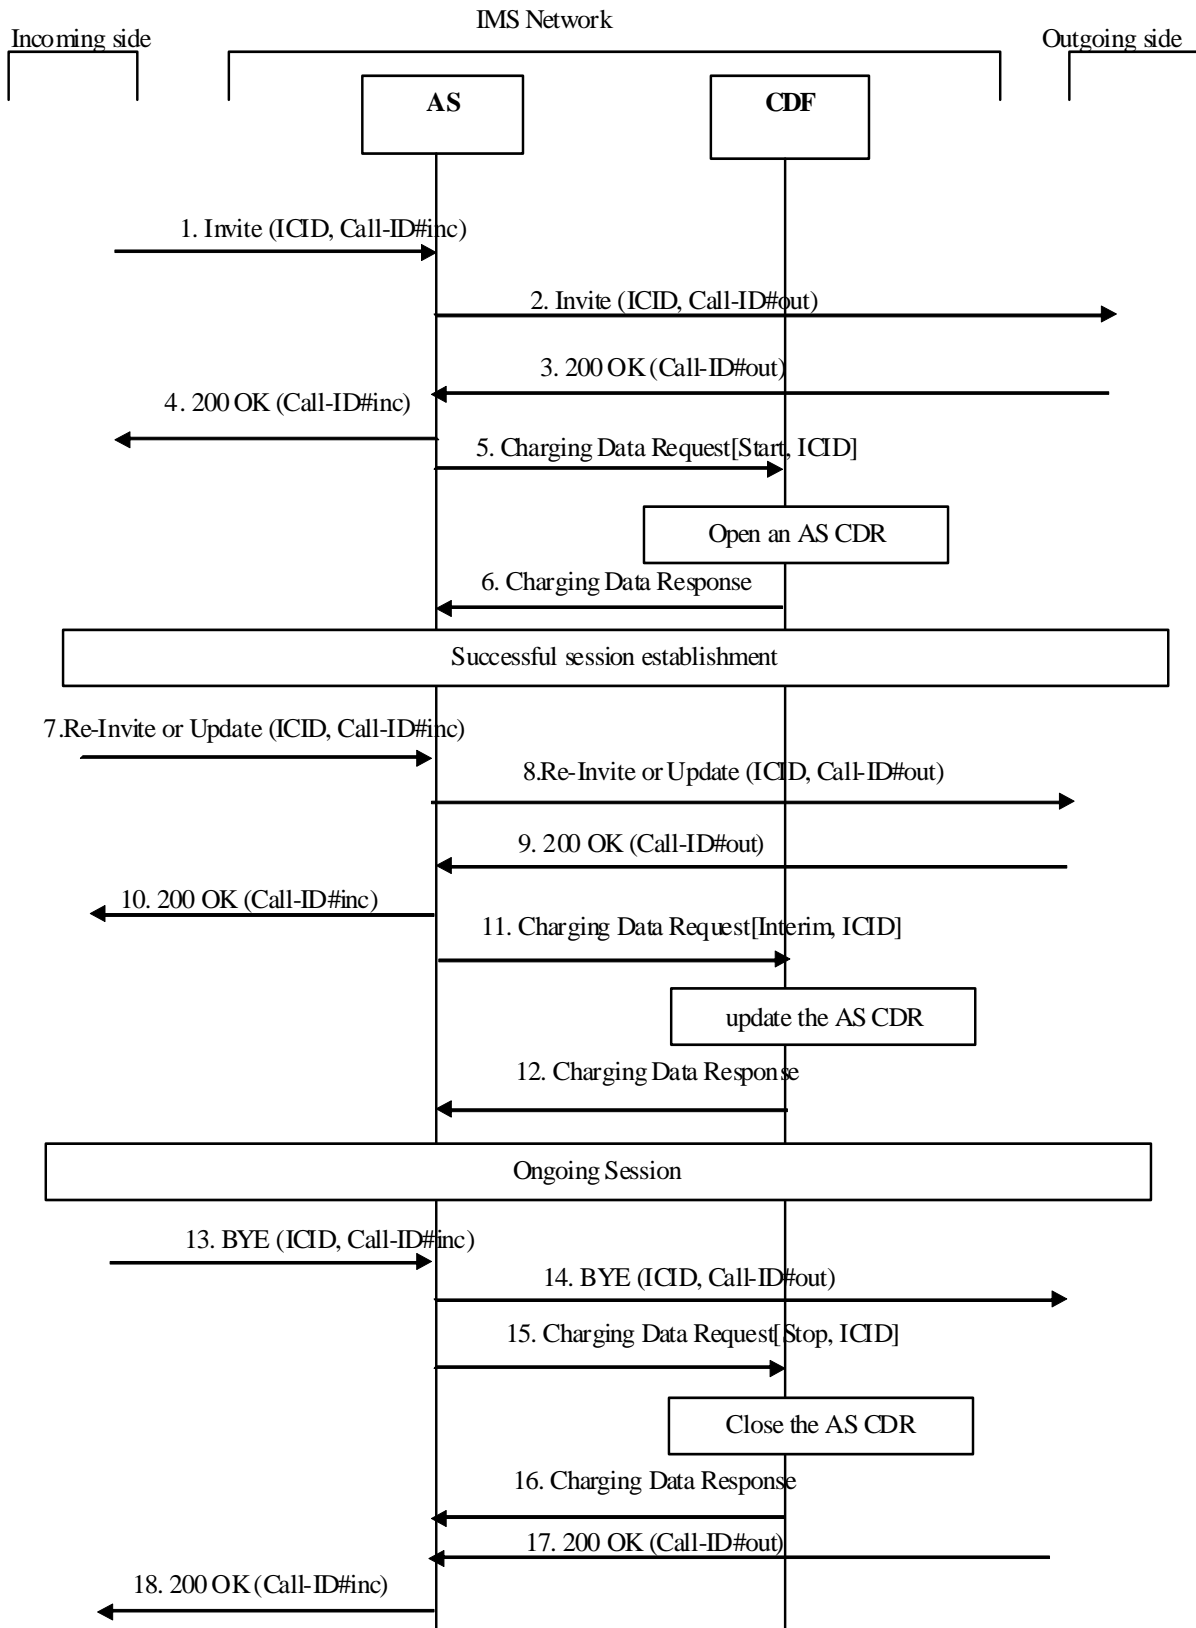 IMS Network
Incoming side
Outgoing side
AS
CDF
1. Invite (ICID, Call-ID#inc)
2. Invite (ICID, Call-ID#out)
3. 200 OK (Call-ID#out)
4. 200 OK (Call-ID#inc)
5. Charging Data Request[Start, ICID]
Open an AS CDR
6. Charging Data Response
Successful session establishment
7.Re-Invite or Update (ICID, Call-ID#inc)
8.Re-Invite or Update (ICID, Call-ID#out)
9. 200 OK (Call-ID#out)
10. 200 OK (Call-ID#inc)
11. Charging Data Request[Interim, ICID]
update the AS CDR
12. Charging Data Response
Ongoing Session
13. BYE (ICID, Call-ID#inc)
14. BYE (ICID, Call-ID#out)
15. Charging Data Request[Stop, ICID]
Close the AS CDR
16. Charging Data Response
17. 200 OK (Call-ID#out)
18. 200 OK (Call-ID#inc)